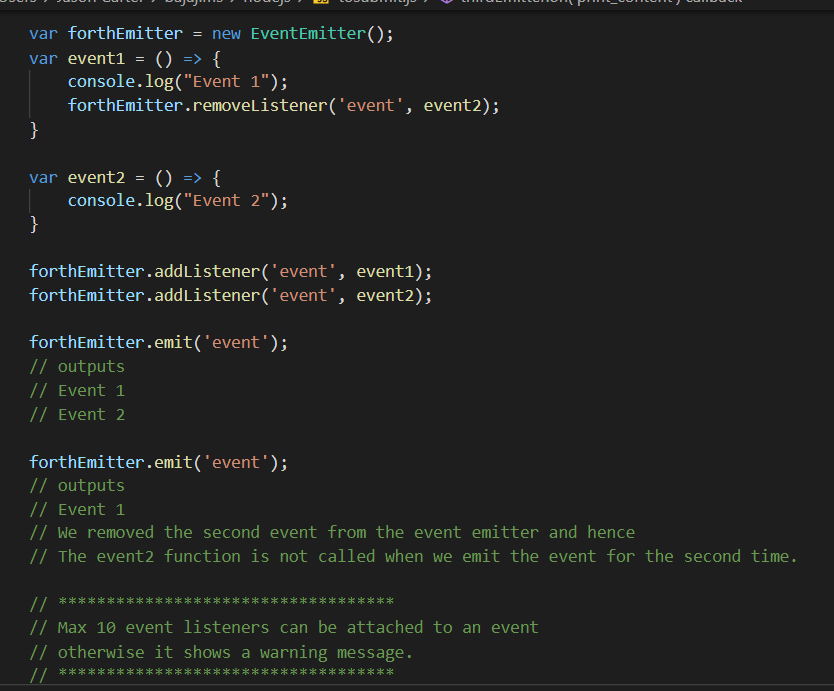 var forthEmitter = new EventEmitter();
var event1 = () => {
    console.log("Event 1");
    forthEmitter.removeListener('event', event2);
}

var event2 = () => {
    console.log("Event 2");
}

forthEmitter.addListener('event', event1);
forthEmitter.addListener('event', event2);

forthEmitter.emit('event');
// outputs
// Event 1
// Event 2

forthEmitter.emit('event');
// outputs
// Event 1
// We removed the second event from the event emitter and hence
// The event2 function is not called when we emit the event for the second time.

// ***********************************
// Max 10 event listeners can be attached to an event
// otherwise it shows a warning message.
// ***********************************